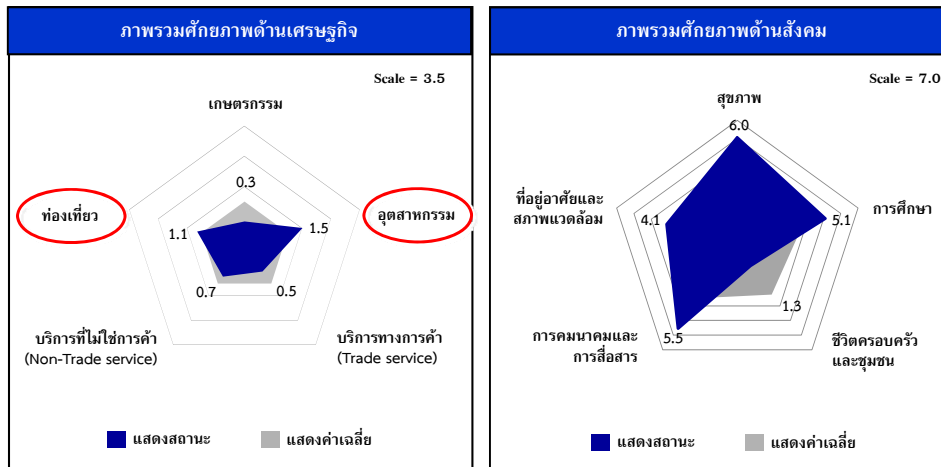 ภาพรวมศักยภาพด้านเศรษฐกิจ
Scale = 3.5
เกษตรกรรม
0.3
ท่องเที่ยว
อุตสาหกรรม
1.1
1.5
0.7
0.5
บริการที่ไม่ใช่การค้า
(Non-Trade service)
บริการทางการค้า
(Trade service)
แสดงสถานะ
แสดงค่าเฉลี่ย
ภาพรวมศักยภาพด้านสังคม
Scale = 7.0
สุขภาพ
6.0
ที่อยู่อาศัยและ
สภาพแวดล้อม
4.1
5.1
การศึกษา
1.3
การคมนาคมและ
การสื่อสาร
5.5
ชีวิตครอบครัว
และชุมชน
แสดงสถานะ
แสดงค่าเฉลี่ย